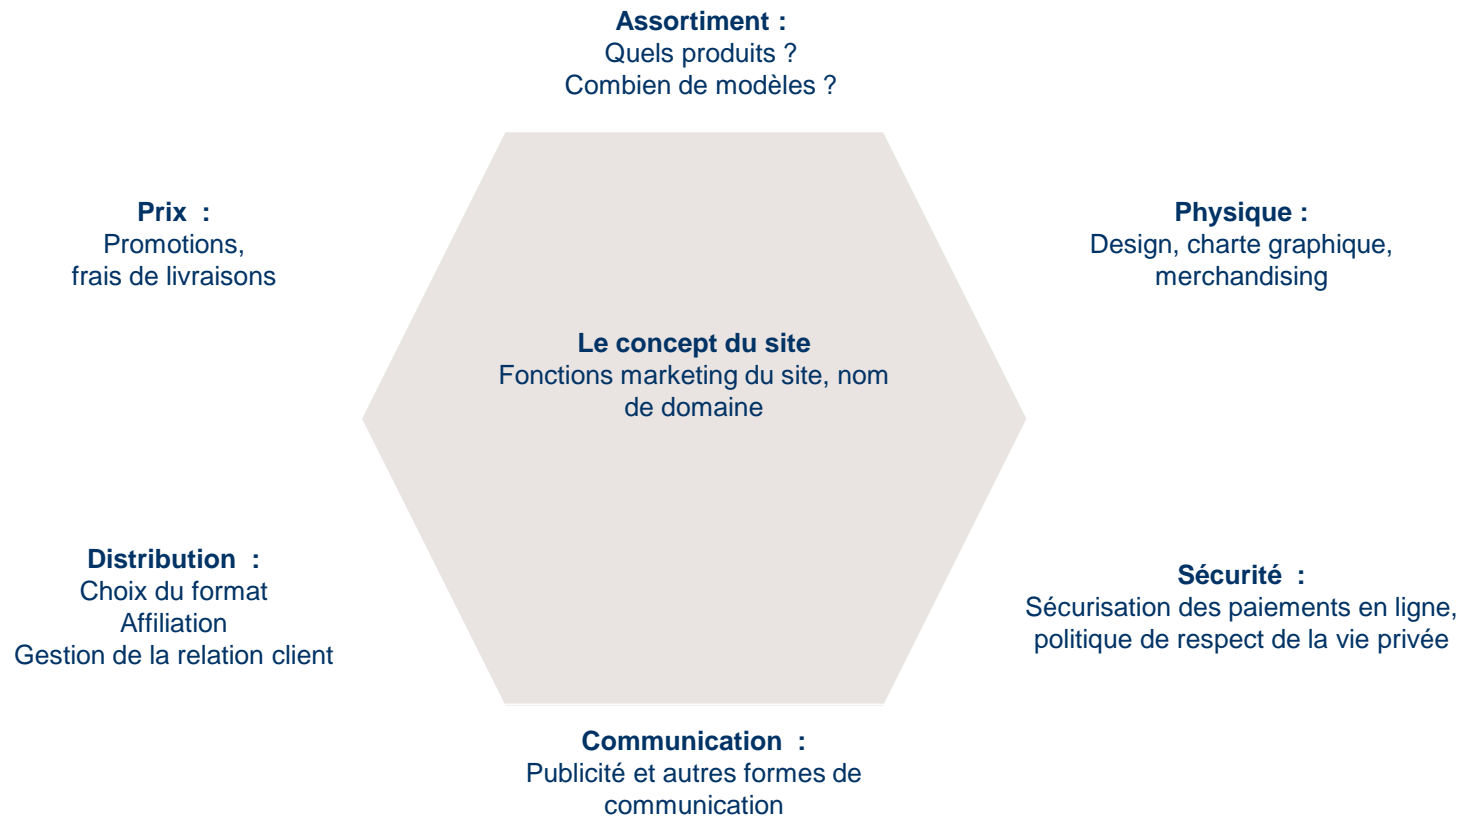 Assortiment :
Quels produits ?
Combien de modèles ?
Prix  :
Promotions,
frais de livraisons
Physique :
Design, charte graphique,
merchandising
Le concept du site
Fonctions marketing du site, nom
de domaine
Distribution  :
Choix du format
Affiliation
Gestion de la relation client
Sécurité  :
Sécurisation des paiements en ligne,
politique de respect de la vie privée
Communication  :
Publicité et autres formes de
communication